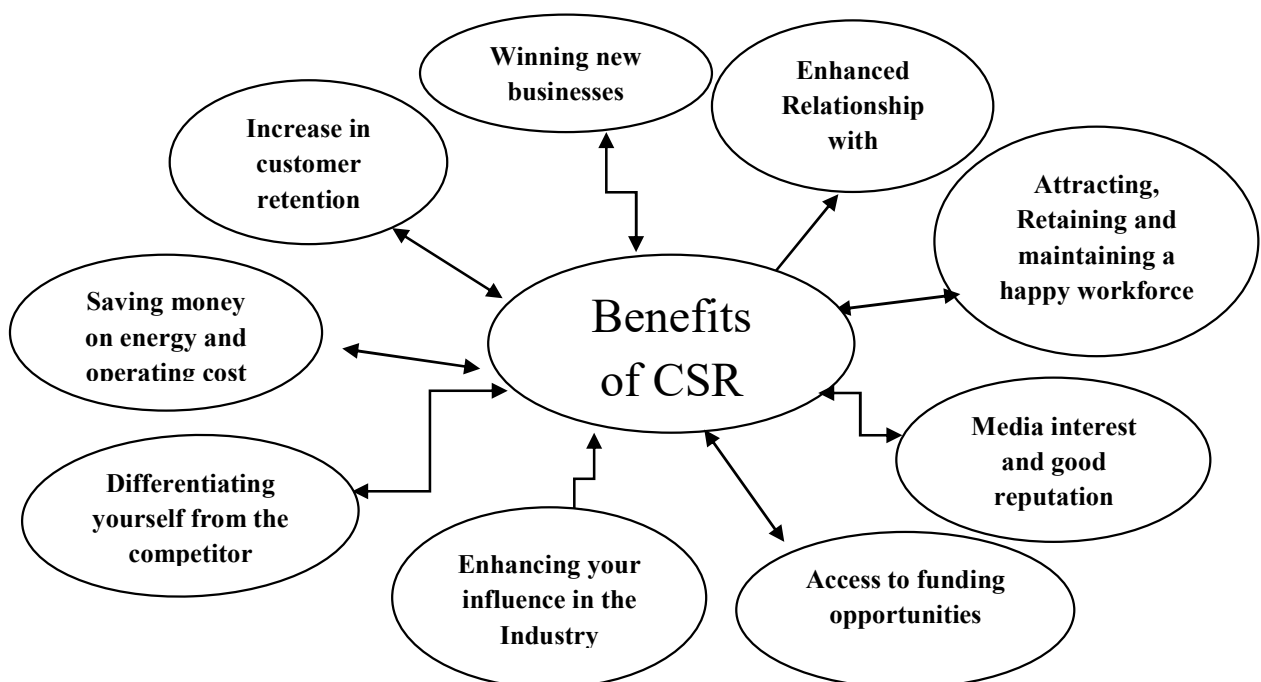 Winning new
businesses
Enhanced
Relationship
with
Increase in
customer
retention
Attracting,
Retaining and
maintaining a
happy workforce
Benefits
of CSR
Saving money
on energy and
operating cost
Media interest
and good
reputation
Differentiating
yourself from the
competitor
Enhancing your
influence in the
Industry
Access to funding
opportunities